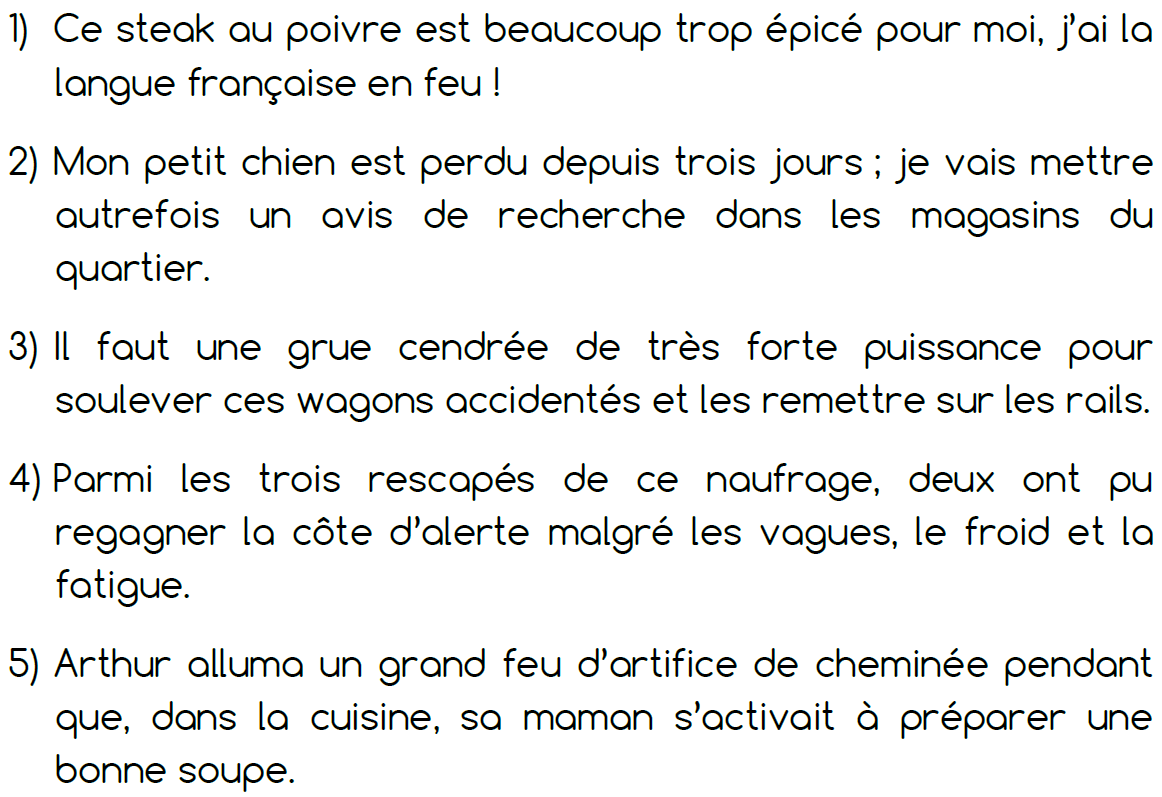 1) Ce steak au poivre est beaucoup trop épicé pour moi, j'ai la
langue française en feu !
2) Mon petit chien est perdu depuis trois jours ; je vais mettre
autrefois un avis de recherche dans les magasins du
quartier.
3) Il faut une grue cendrée de très forte puissance pour
soulever ces wagons accidentés et les remettre sur les rails.
4) Parmi les trois rescapés de ce naufrage, deux ont pu
regagner la côte d'alerte malgré les vagues, le froid et la
fatigue.
5) Arthur alluma un grand feu d'artifice de cheminée pendant
que, dans la cuisine, sa maman s'activait à préparer une
bonne soupe.